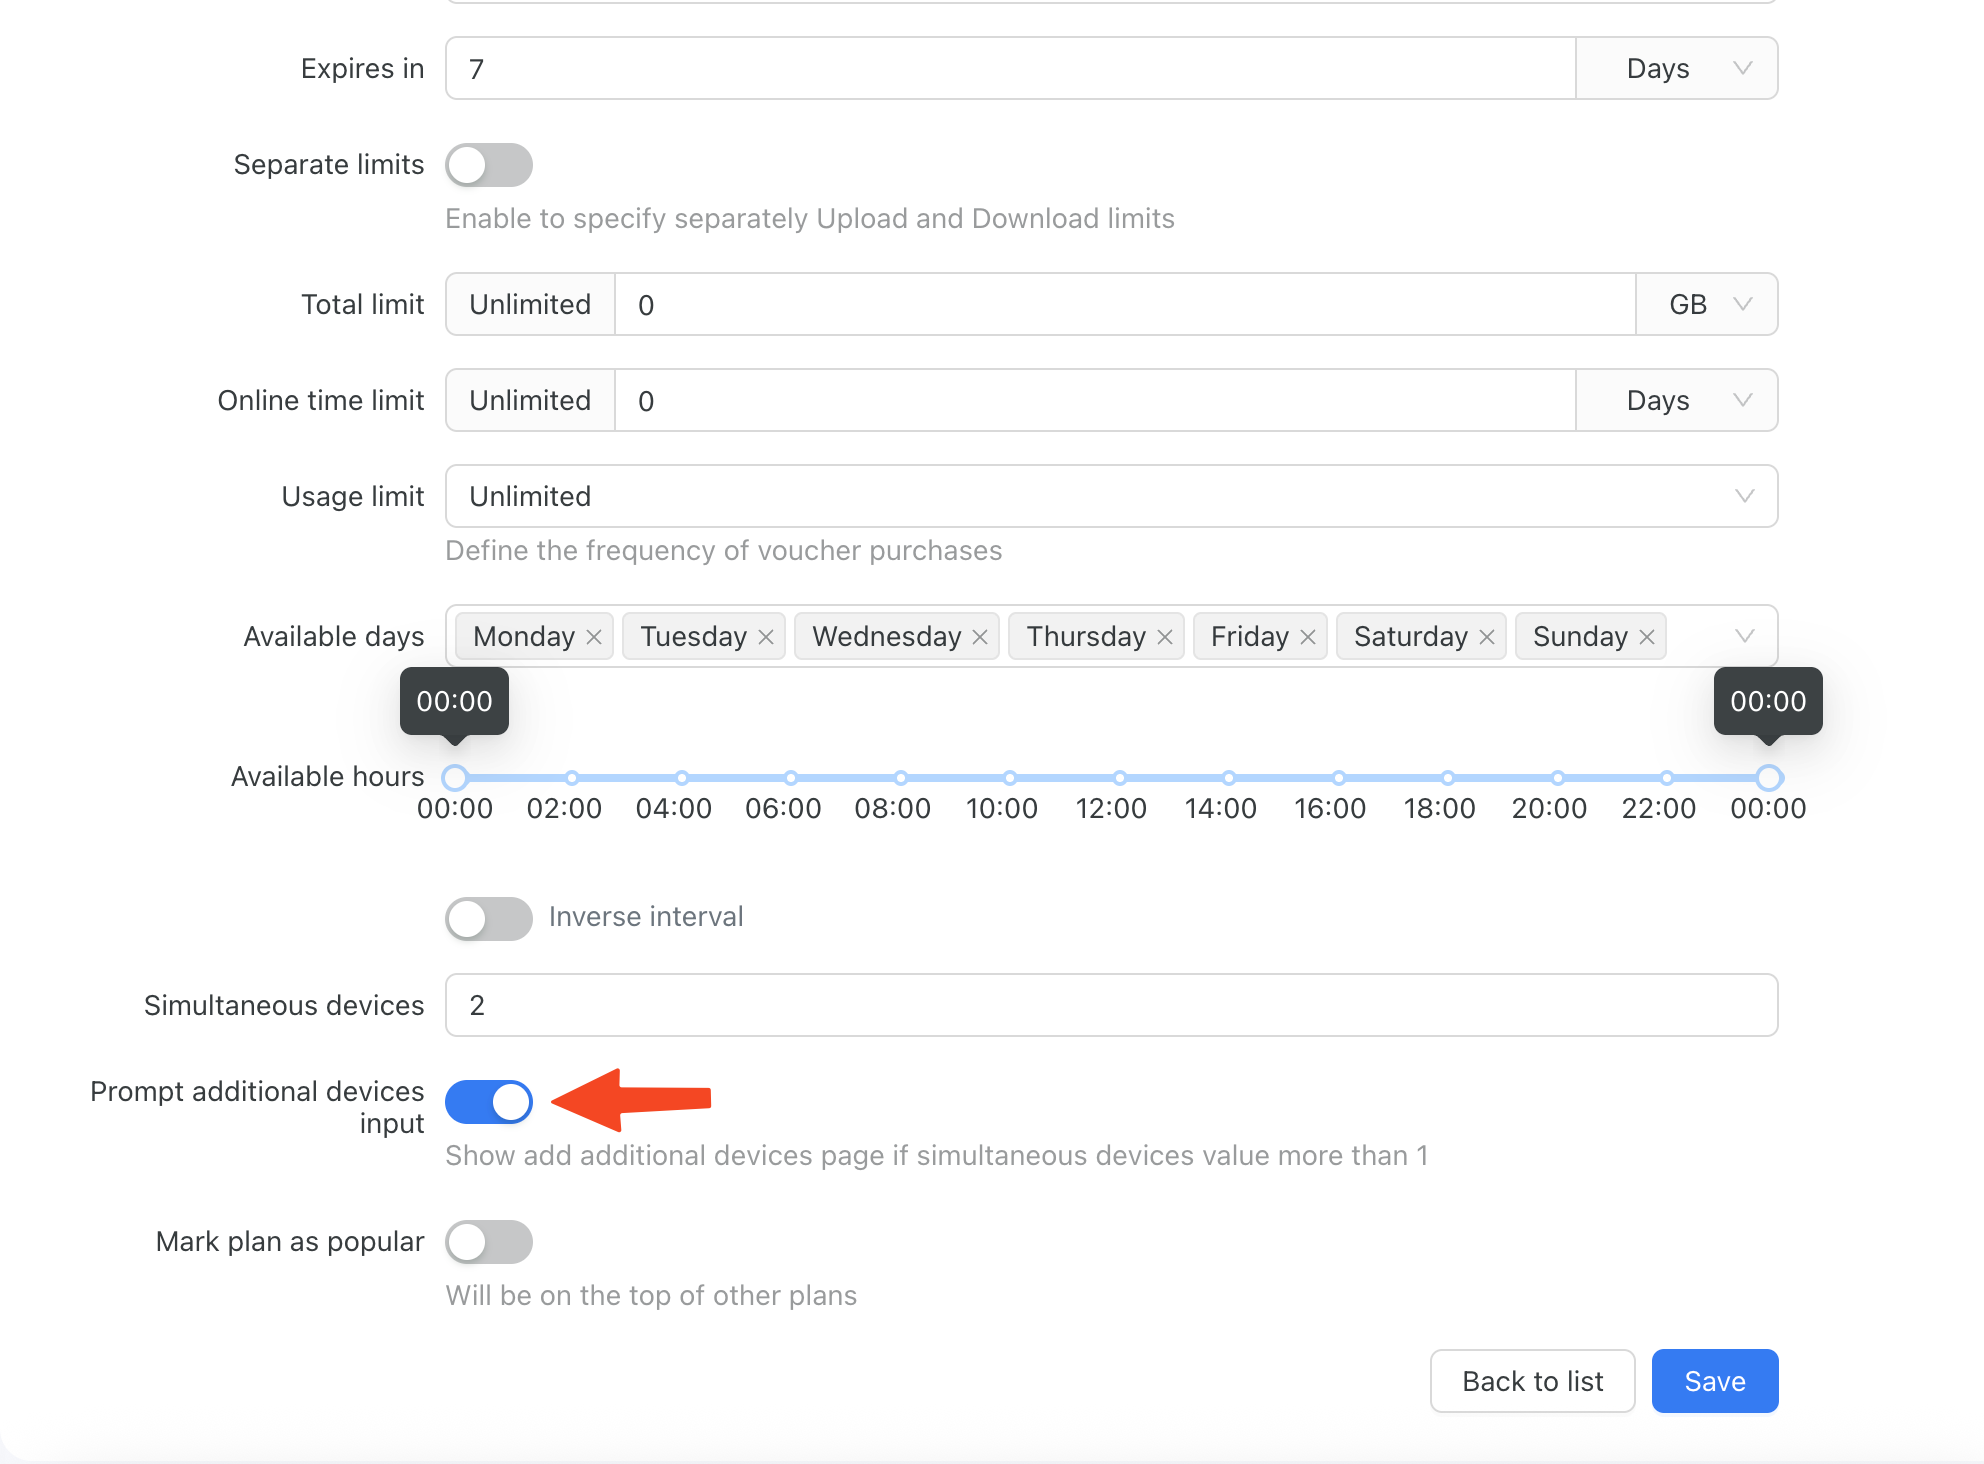 Expires in 7 Days
Separate limits
Enable to specify separately Upload and Download limits
Total limit Unlimited 0 GB
Online time limit Unlimited 0 Days
Usage limit Unlimited
Define the frequency of voucher purchases
Available days Monday Tuesday Wednesday Thursday Friday Saturday Sunday
00:00 00:00
Available hours
00:00 02:00 04:00 06:00 08:00 10:00 12:00 14:00 16:00 18:00 20:00 22:00 00:00
Inverse interval
Simultaneous devices 2
Prompt additional devices
input
Show add additional devices page if simultaneous devices value more than 1
Mark plan as popular
Will be on the top of other plans
Back to list Save